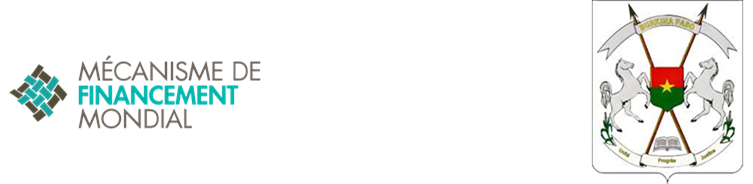 MÉCANISME DE
FINANCEMENT
MONDIAL
BURKINA FASO
Unité Progrès Justice